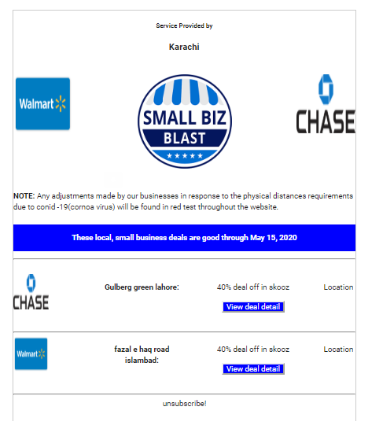 Service Provided by
Karachi
Walmart
SMALL BIZ
BLAST
CHASE
NOTE: Any adjustments made by our businesses in response to the physical distances requirements
due to conid -19(cornoa virus) will be found in red test throughout the website.
These local, small business deals are good through May 15, 2020
CHASE
Gulberg green lahore:
40% deal off in skooz
Location
View deal detail
Walmart
fazal e haq road
islambad:
40% deal off in skooz
Location
View deal detail
unsubscribe!